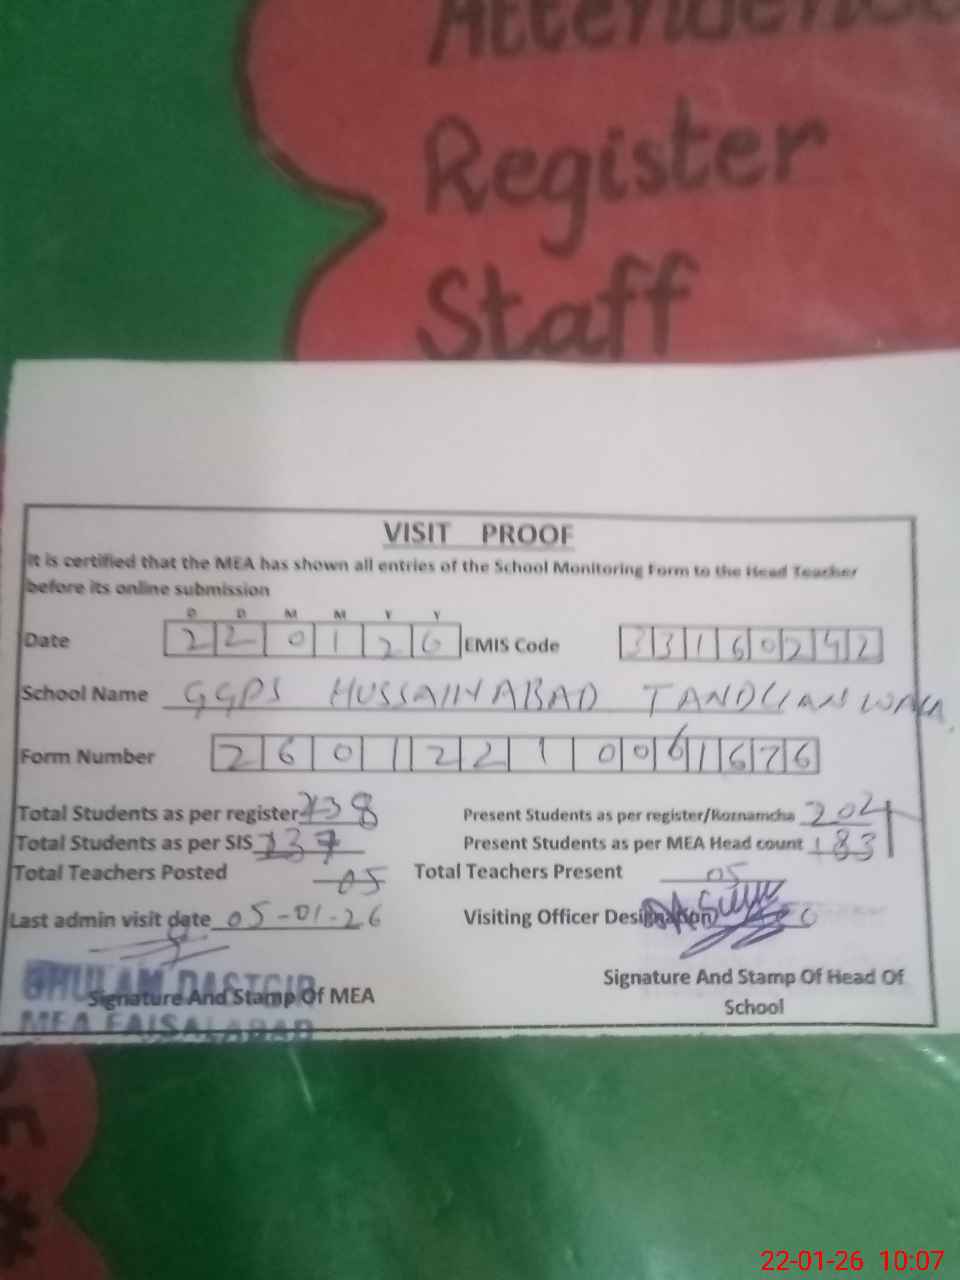 Attendence
Register
Staff
VISIT PROOF
It is certified that the MEA has shown all entries of the School Monitoring Form to the Head Teacher
before its online submission
D D M M Y Y
Date 2 2 0 1 2 6 EMIS Code 3 3 1 6 0 2 4 2
School Name GGPS HUSSAINABAD TANDLIANWALA
Form Number 2 6 0 1 2 2 1 0 0 6 1 6 7 6
Total Students as per register 238 Present Students as per register/Roznamcha 204
Total Students as per SIS 237 Present Students as per MEA Head count 183
Total Teachers Posted 05 Total Teachers Present 05
Last admin visit date 05-01-26 Visiting Officer Designation
Signature And Stamp Of Head Of
School
GHULAM DASTGIR
Signature And Stamp Of MEA
MEA FAISALABAD
22-01-26 10:07